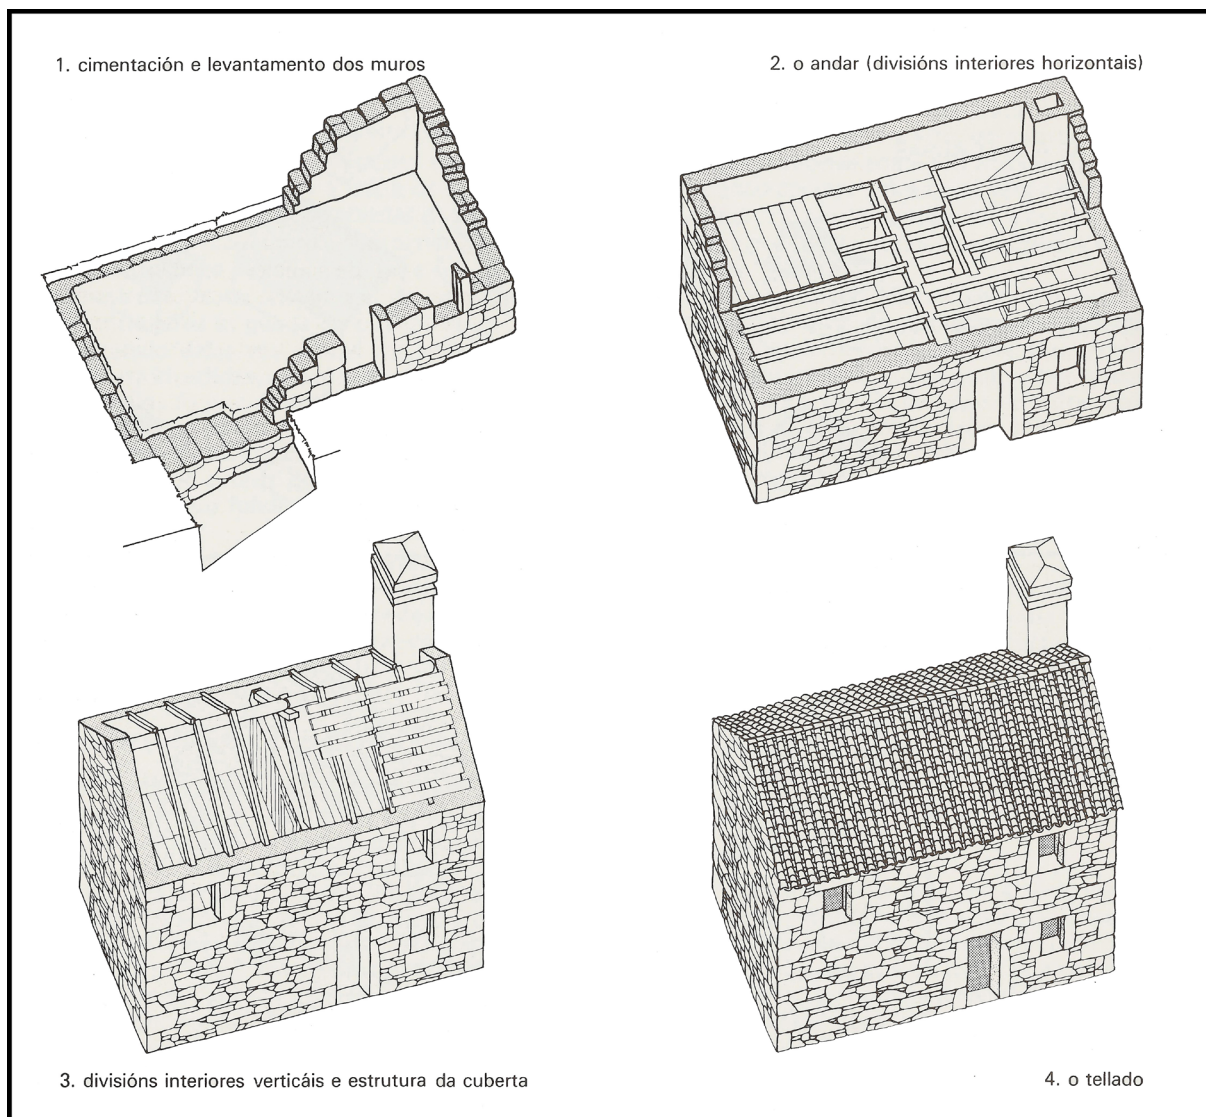 1. cimentación e levantamento dos muros
2. o andar (divisións interiores horizontais)
3. divisións interiores verticáis e estrutura da cuberta
4. o tellado